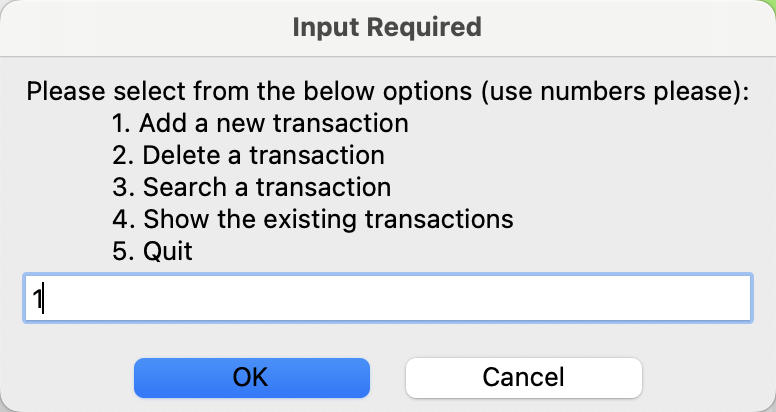 Input Required
Please select from the below options (use numbers please):
1. Add a new transaction
2. Delete a transaction
3. Search a transaction
4. Show the existing transactions
5. Quit
1
OK
Cancel